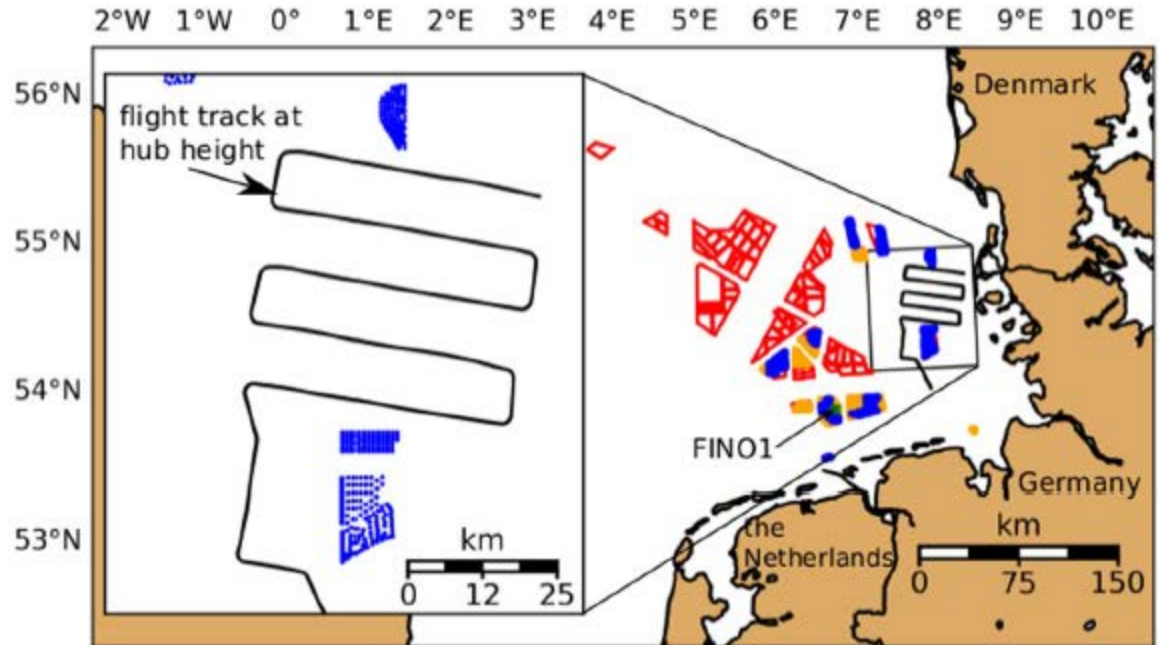 2°W 1°W 0° 1°E 2°E 3°E 4°E 5°E 6°E 7°E 8°E 9°E 10°E
56°N
55°N
54°N
53°N
flight track at
hub height
Denmark
FINO1
Germany
the
Netherlands
km
0 12 25
km
0 75 150